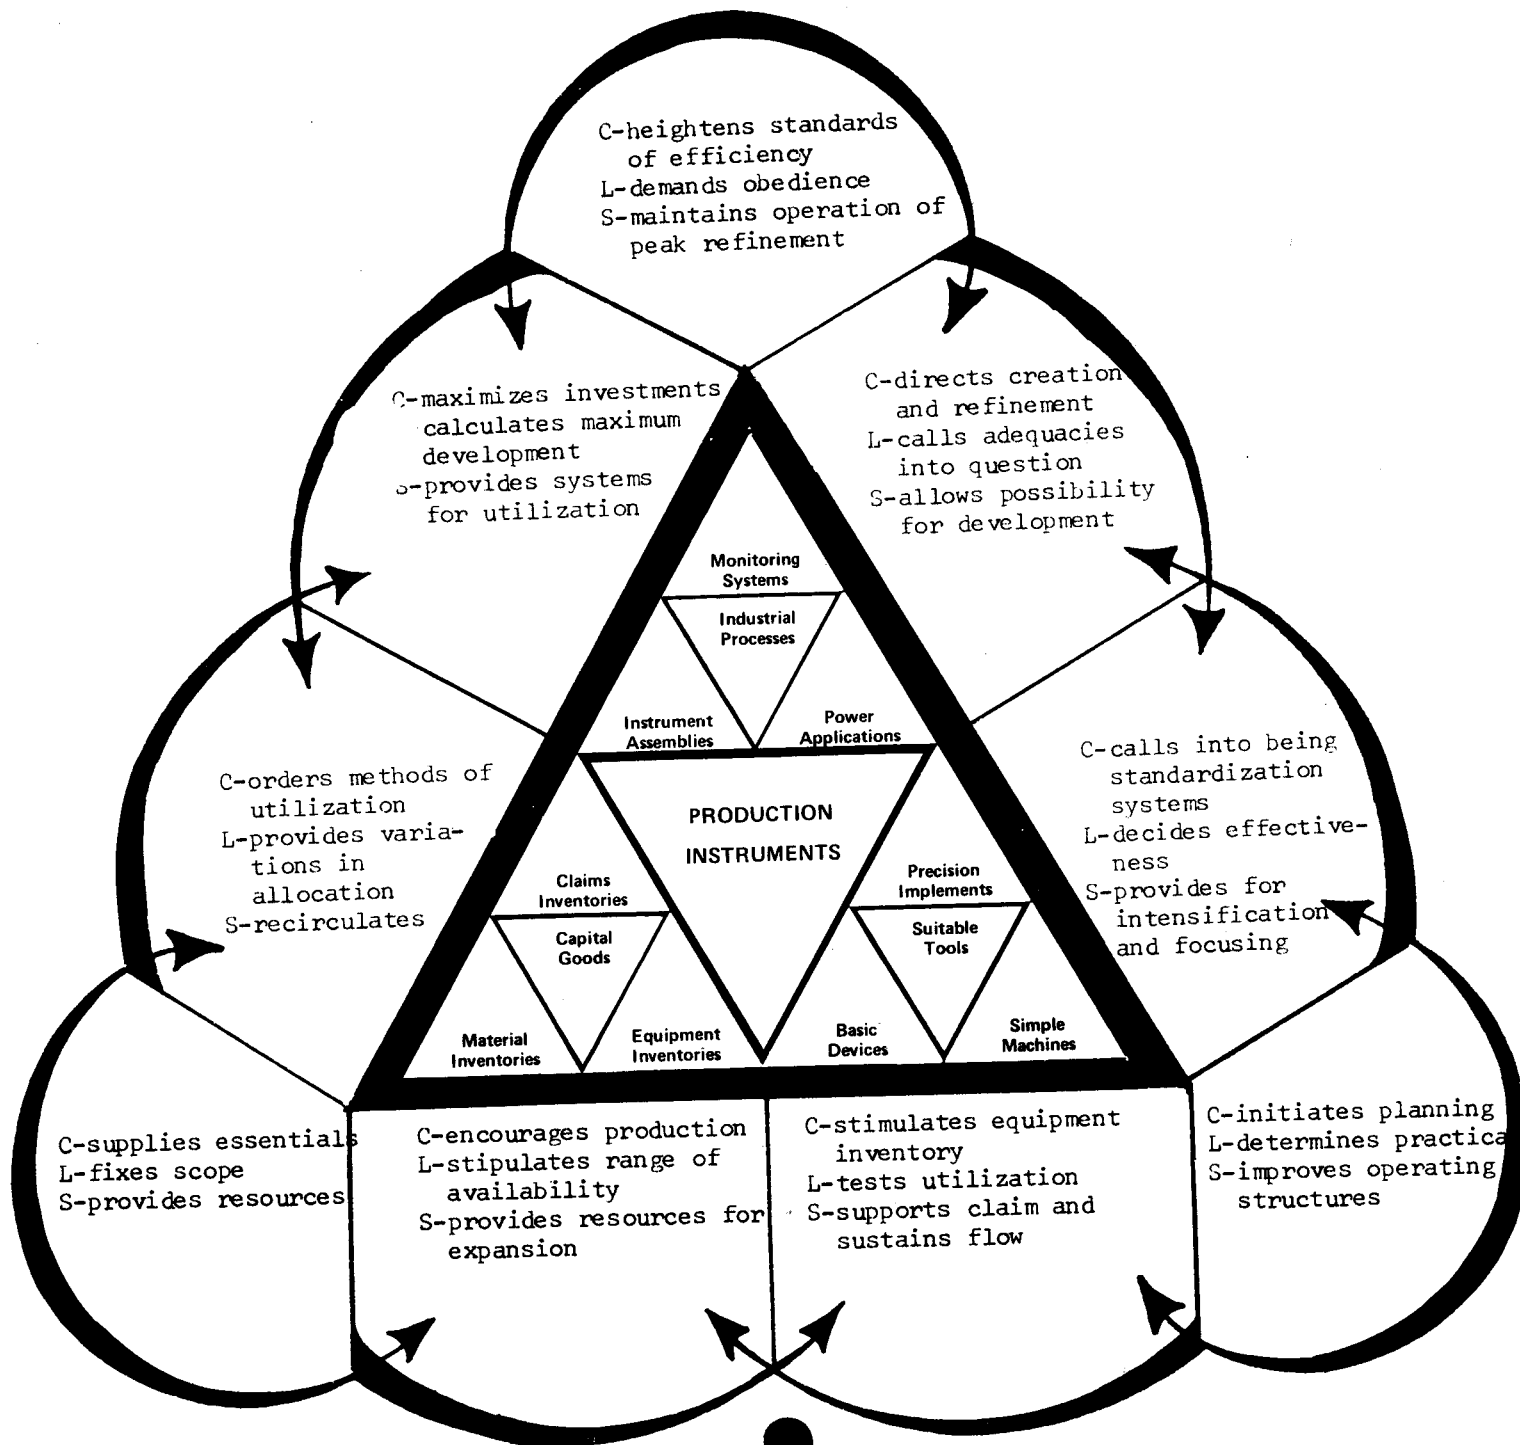 C-heightens standards
of efficiency
L-demands obedience
S-maintains operation of
peak refinement
C-maximizes investments
calculates maximum
development
S-provides systems
for utilization
C-directs creation
and refinement
L-calls adequacies
into question
S-allows possibility
for development
Monitoring
Systems
Industrial
Processes
Instrument
Assemblies
Power
Applications
C-orders methods of
utilization
L-provides varia-
tions in
allocation
S-recirculates
PRODUCTION
INSTRUMENTS
C-calls into being
standardization
systems
L-decides effective-
ness
S-provides for
intensification
and focusing
Claims
Inventories
Capital
Goods
Precision
Implements
Suitable
Tools
Material
Inventories
Equipment
Inventories
Basic
Devices
Simple
Machines
C-supplies essentials
L-fixes scope
S-provides resources
C-encourages production
L-stipulates range of
availability
S-provides resources for
expansion
C-stimulates equipment
inventory
L-tests utilization
S-supports claim and
sustains flow
C-initiates planning
L-determines practica
S-improves operating
structures